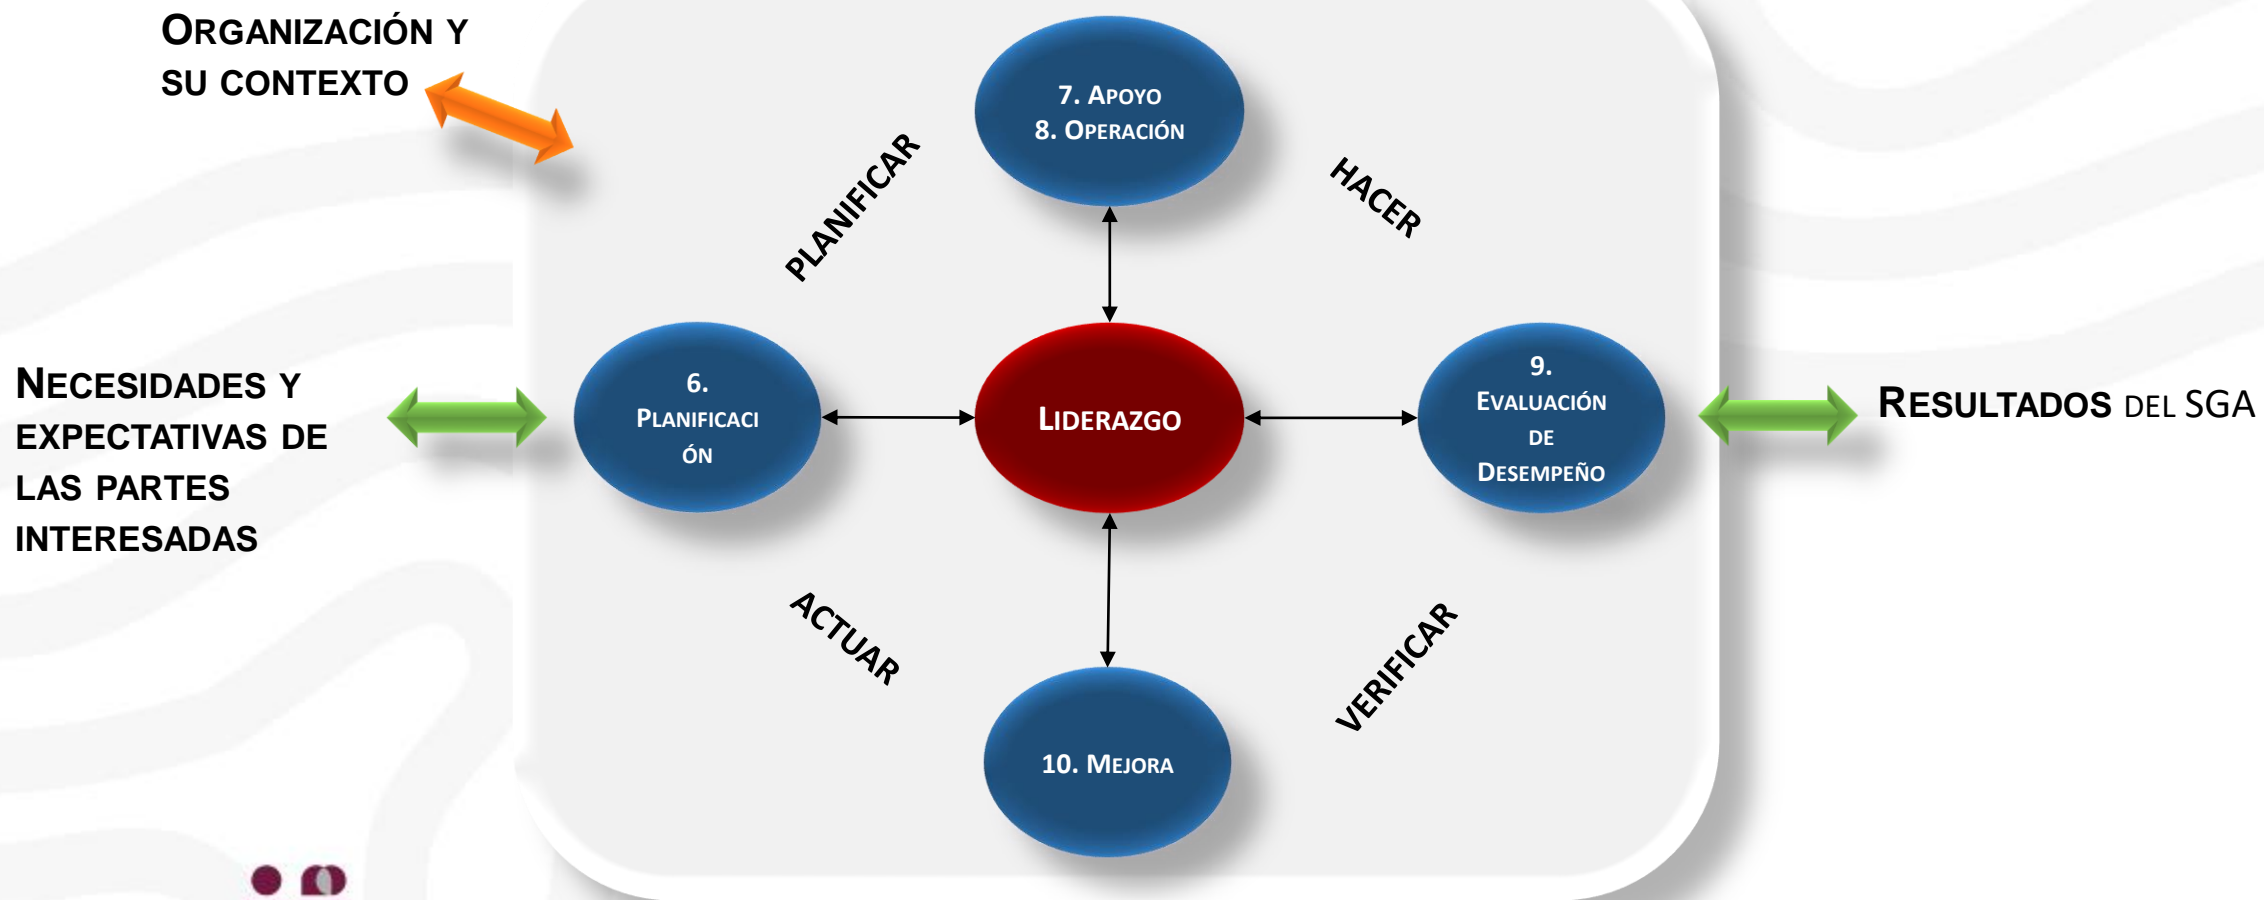 ORGANIZACIÓN Y
SU CONTEXTO
7. APOYO
8. OPERACIÓN
PLANIFICAR
HACER
NECESIDADES Y
EXPECTATIVAS DE
LAS PARTES
INTERESADAS
6.
PLANIFICACI
ÓN
LIDERAZGO
9.
EVALUACIÓN
DE
DESEMPEÑO
RESULTADOS DEL SGA
ACTUAR
VERIFICAR
10. MEJORA